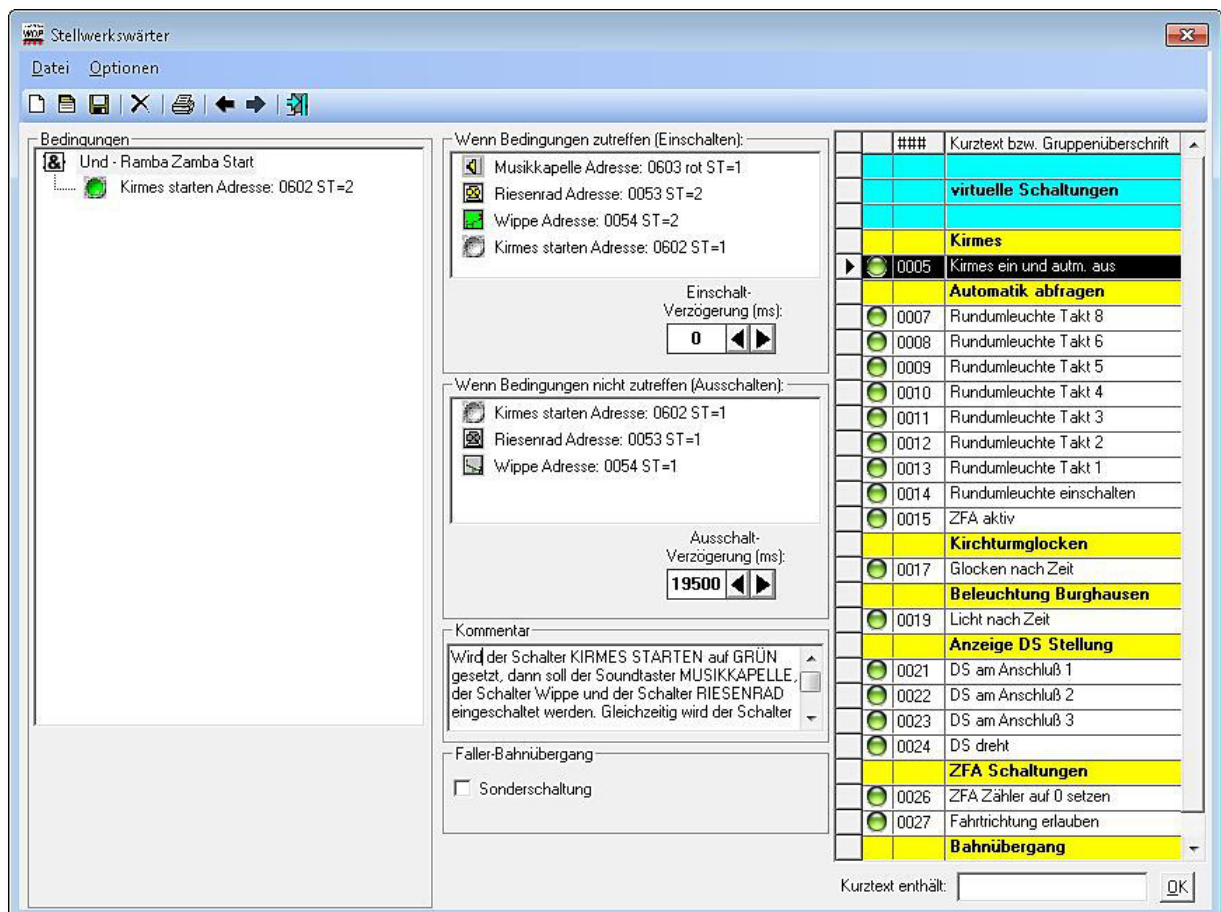 Stellwerkswärter
Datei Optionen
Bedingungen
& Und - Ramba Zamba Start
Kirmes starten Adresse: 0602 ST=2
Wenn Bedingungen zutreffen (Einschalten):
Musikkapelle Adresse: 0603 rot ST=1
Riesenrad Adresse: 0053 ST=2
Wippe Adresse: 0054 ST=2
Kirmes starten Adresse: 0602 ST=1
Einschalt-
Verzögerung (ms):
0
Wenn Bedingungen nicht zutreffen (Ausschalten):
Kirmes starten Adresse: 0602 ST=1
Riesenrad Adresse: 0053 ST=1
Wippe Adresse: 0054 ST=1
Ausschalt-
Verzögerung (ms):
19500
Kommentar
Wird der Schalter KIRMES STARTEN auf GRÜN
gesetzt, dann soll der Soundtaster MUSIKKAPELLE,
der Schalter Wippe und der Schalter RIESENRAD
eingeschaltet werden. Gleichzeitig wird der Schalter
Faller-Bahnübergang
Sonderschaltung
### Kurztext bzw. Gruppenüberschrift
virtuelle Schaltungen
Kirmes
0005 Kirmes ein und autm. aus
Automatik abfragen
0007 Rundumleuchte Takt 8
0008 Rundumleuchte Takt 6
0009 Rundumleuchte Takt 5
0010 Rundumleuchte Takt 4
0011 Rundumleuchte Takt 3
0012 Rundumleuchte Takt 2
0013 Rundumleuchte Takt 1
0014 Rundumleuchte einschalten
0015 ZFA aktiv
Kirchturmglocken
0017 Glocken nach Zeit
Beleuchtung Burghausen
0019 Licht nach Zeit
Anzeige DS Stellung
0021 DS am Anschluß 1
0022 DS am Anschluß 2
0023 DS am Anschluß 3
0024 DS dreht
ZFA Schaltungen
0026 ZFA Zähler auf 0 setzen
0027 Fahrtrichtung erlauben
Bahnübergang
Kurztext enthält: OK